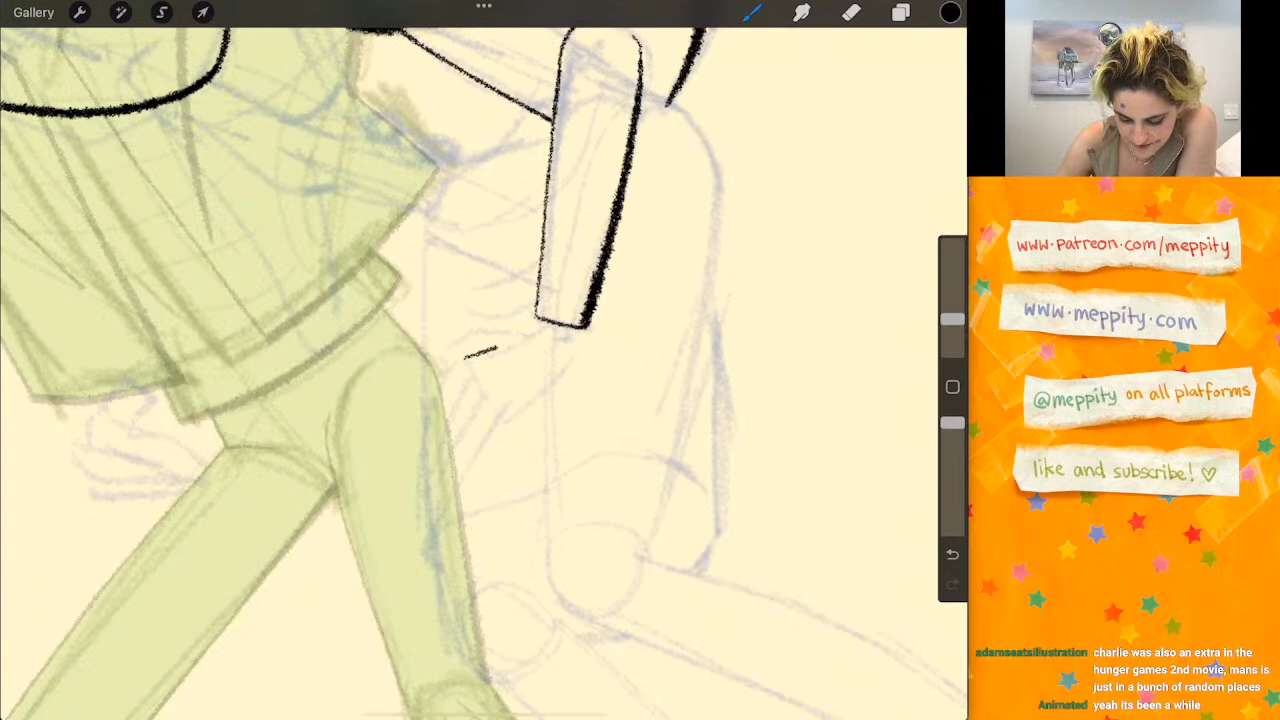 Gallery
www.patreon.com/meppity
www.meppity.com
@meppity on all platforms
like and subscribe! ♡
adamseatsillustration charlie was also an extra in the
hunger games 2nd movie, mans is
just in a bunch of random places
Animated yeah its been a while